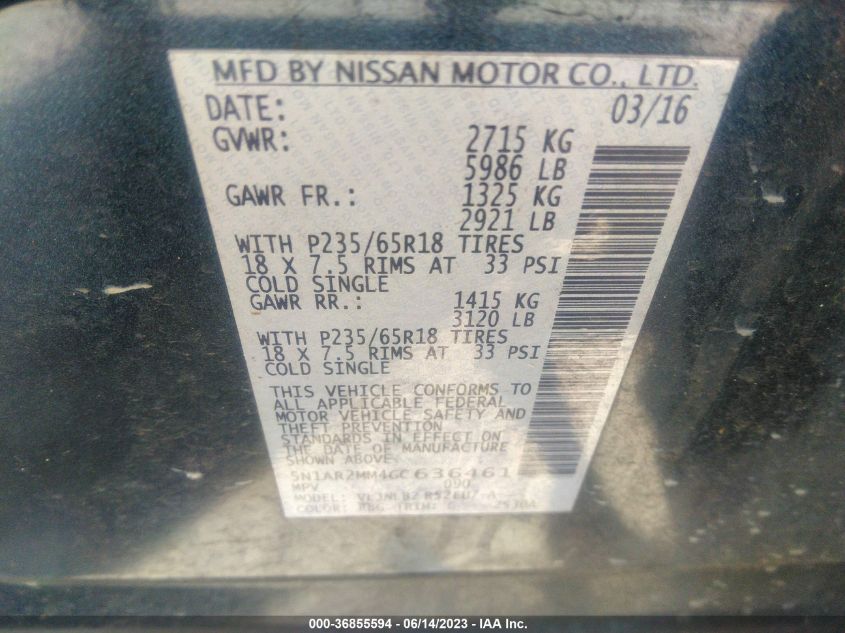 MFD BY NISSAN MOTOR CO., LTD.
DATE: 03/16
GVWR: 2715 KG
5986 LB
GAWR FR.: 1325 KG
2921 LB
WITH P235/65R18 TIRES
18 X 7.5 RIMS AT 33 PSI
COLD SINGLE
GAWR RR.: 1415 KG
3120 LB
WITH P235/65R18 TIRES
18 X 7.5 RIMS AT 33 PSI
COLD SINGLE
THIS VEHICLE CONFORMS TO
ALL APPLICABLE FEDERAL
MOTOR VEHICLE SAFETY AND
THEFT PREVENTION
STANDARDS IN EFFECT ON
THE DATE OF MANUFACTURE
SHOWN ABOVE.
5N1AR2MM4GC636461
MPV 090
MODEL:
COLOR: TRIM:
000-36855594 - 06/14/2023 - IAA Inc.